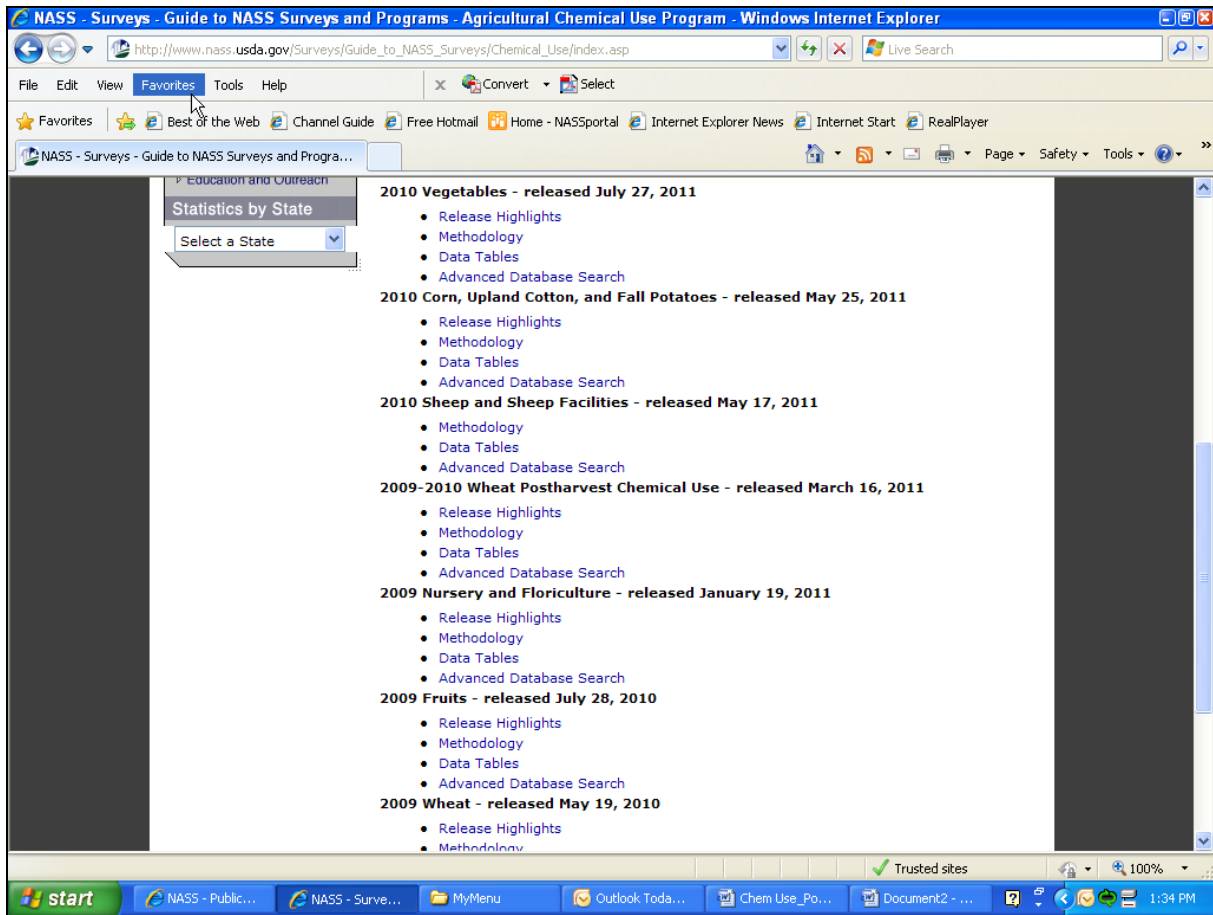 NASS - Surveys - Guide to NASS Surveys and Programs - Agricultural Chemical Use Program - Windows Internet Explorer
http://www.nass.usda.gov/Surveys/Guide_to_NASS_Surveys/Chemical_Use/index.asp Live Search
File Edit View Favorites Tools Help x Convert Select
Favorites Best of the Web Channel Guide Free Hotmail Home - NASSportal Internet Explorer News Internet Start RealPlayer
NASS - Surveys - Guide to NASS Surveys and Progra... Page Safety Tools »
Education and Outreach
Statistics by State
Select a State
2010 Vegetables - released July 27, 2011
• Release Highlights
• Methodology
• Data Tables
• Advanced Database Search
2010 Corn, Upland Cotton, and Fall Potatoes - released May 25, 2011
• Release Highlights
• Methodology
• Data Tables
• Advanced Database Search
2010 Sheep and Sheep Facilities - released May 17, 2011
• Methodology
• Data Tables
• Advanced Database Search
2009-2010 Wheat Postharvest Chemical Use - released March 16, 2011
• Release Highlights
• Methodology
• Data Tables
• Advanced Database Search
2009 Nursery and Floriculture - released January 19, 2011
• Release Highlights
• Methodology
• Data Tables
• Advanced Database Search
2009 Fruits - released July 28, 2010
• Release Highlights
• Methodology
• Data Tables
• Advanced Database Search
2009 Wheat - released May 19, 2010
• Release Highlights
• Methodology
Trusted sites 100%
start NASS - Public... NASS - Surve... MyMenu Outlook Toda... Chem Use_Po... Document2 - ... 1:34 PM